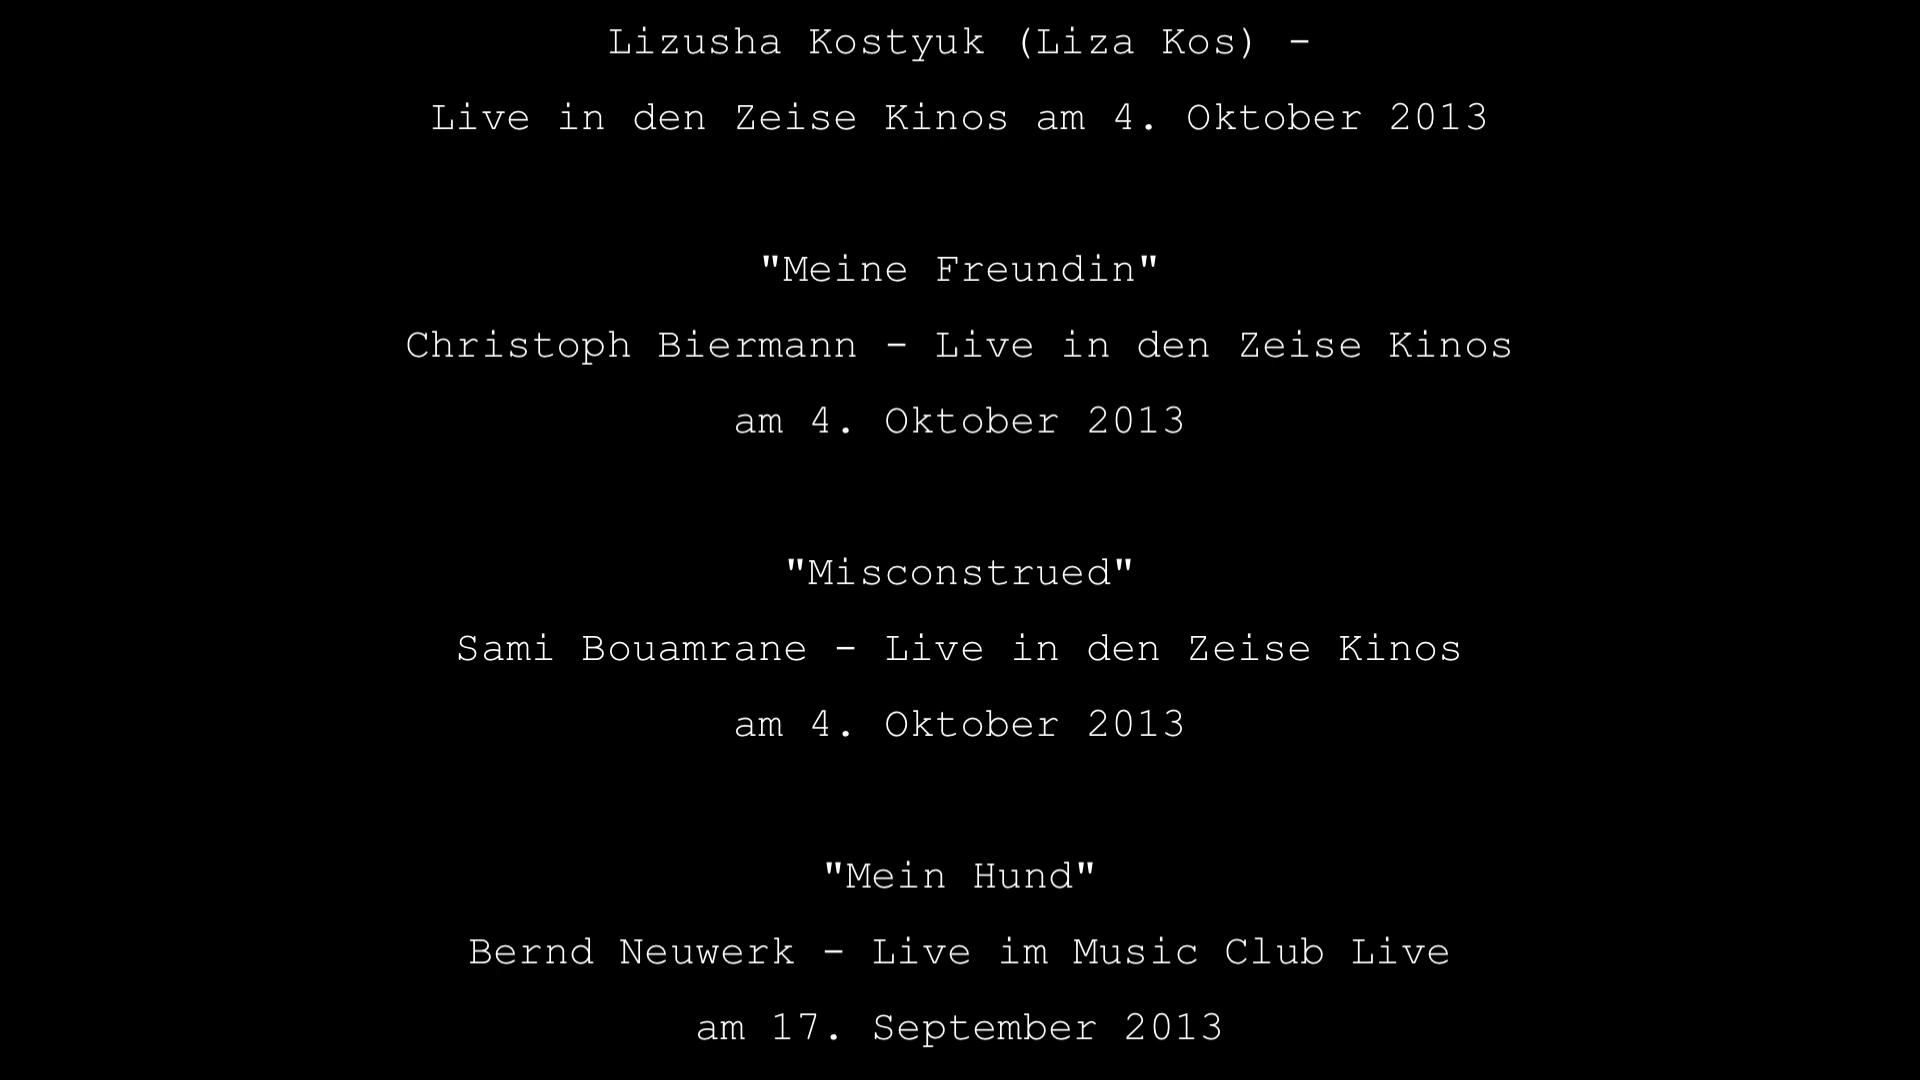 Lizusha Kostyuk (Liza Kos) -
Live in den Zeise Kinos am 4. Oktober 2013
"Meine Freundin"
Christoph Biermann - Live in den Zeise Kinos
am 4. Oktober 2013
"Misconstrued"
Sami Bouamrane - Live in den Zeise Kinos
am 4. Oktober 2013
"Mein Hund"
Bernd Neuwerk - Live im Music Club Live
am 17. September 2013